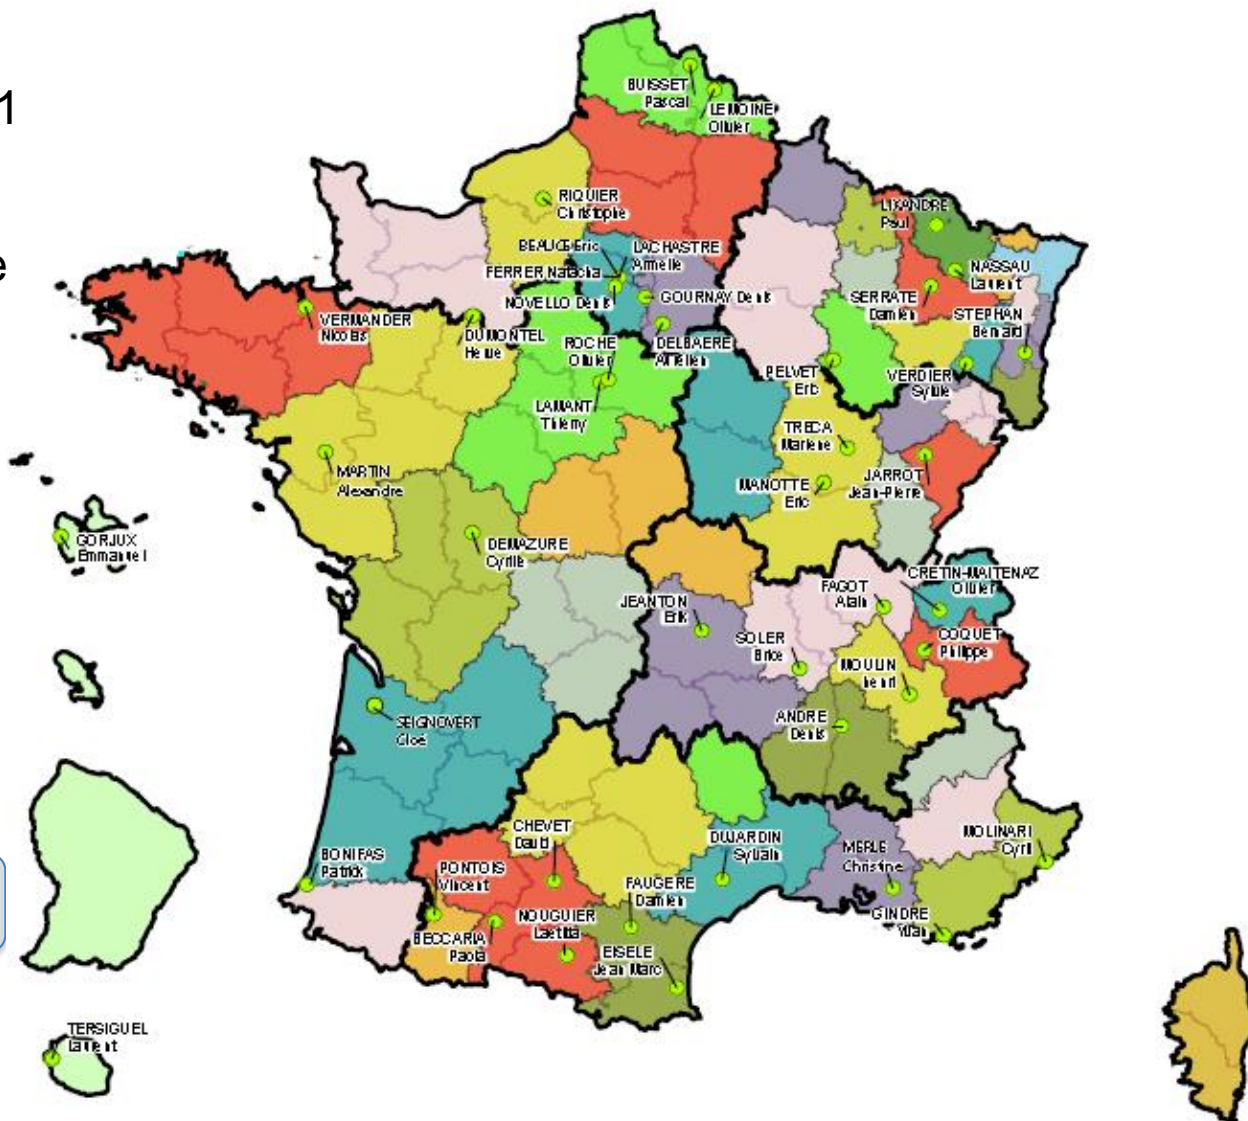 1
e
BUISSET
Pascal
LEMOINE
Olivier
RIQUIER
Christophe
LIXANDRE
Paul
BEAUCE Eric
LACHASTRE
Armelle
FERRER Natacha
NASSAU
Laurent
NOVELLO Denis
GOURNAY Denis
SERRATE
Damien
STEPHAN
Bernard
VERMANDER
Nicolas
DUMONTEL
Herve
ROCHE
Olivier
DELBAERE
Aurelien
PELVET
Eric
VERDIER
Sylvie
LAMANT
Thierry
TRECA
Marlene
MARTIN
Alexandre
MANOTTE
Eric
JARROT
Jean-Pierre
GORJUX
Emmanuel
DEMAZURE
Cyrille
CRETIN-MAITENAZ
Olivier
FAGOT
Alain
JEANTON
Erik
SOLER
Brice
COQUET
Philippe
MOULIN
henri
SEIGNOVERT
Cloé
ANDRE
Denis
CHEVET
David
DUJARDIN
Sylvain
MERLE
Christine
MOLINARI
Cyril
BONIFAS
Patrick
PONTOIS
Vincent
FAUGERE
Damien
NOUGUIER
Laetitia
GINDRE
Yvan
BECCARIA
Paola
EISELE
Jean Marc
TERSIGUEL
Laurent